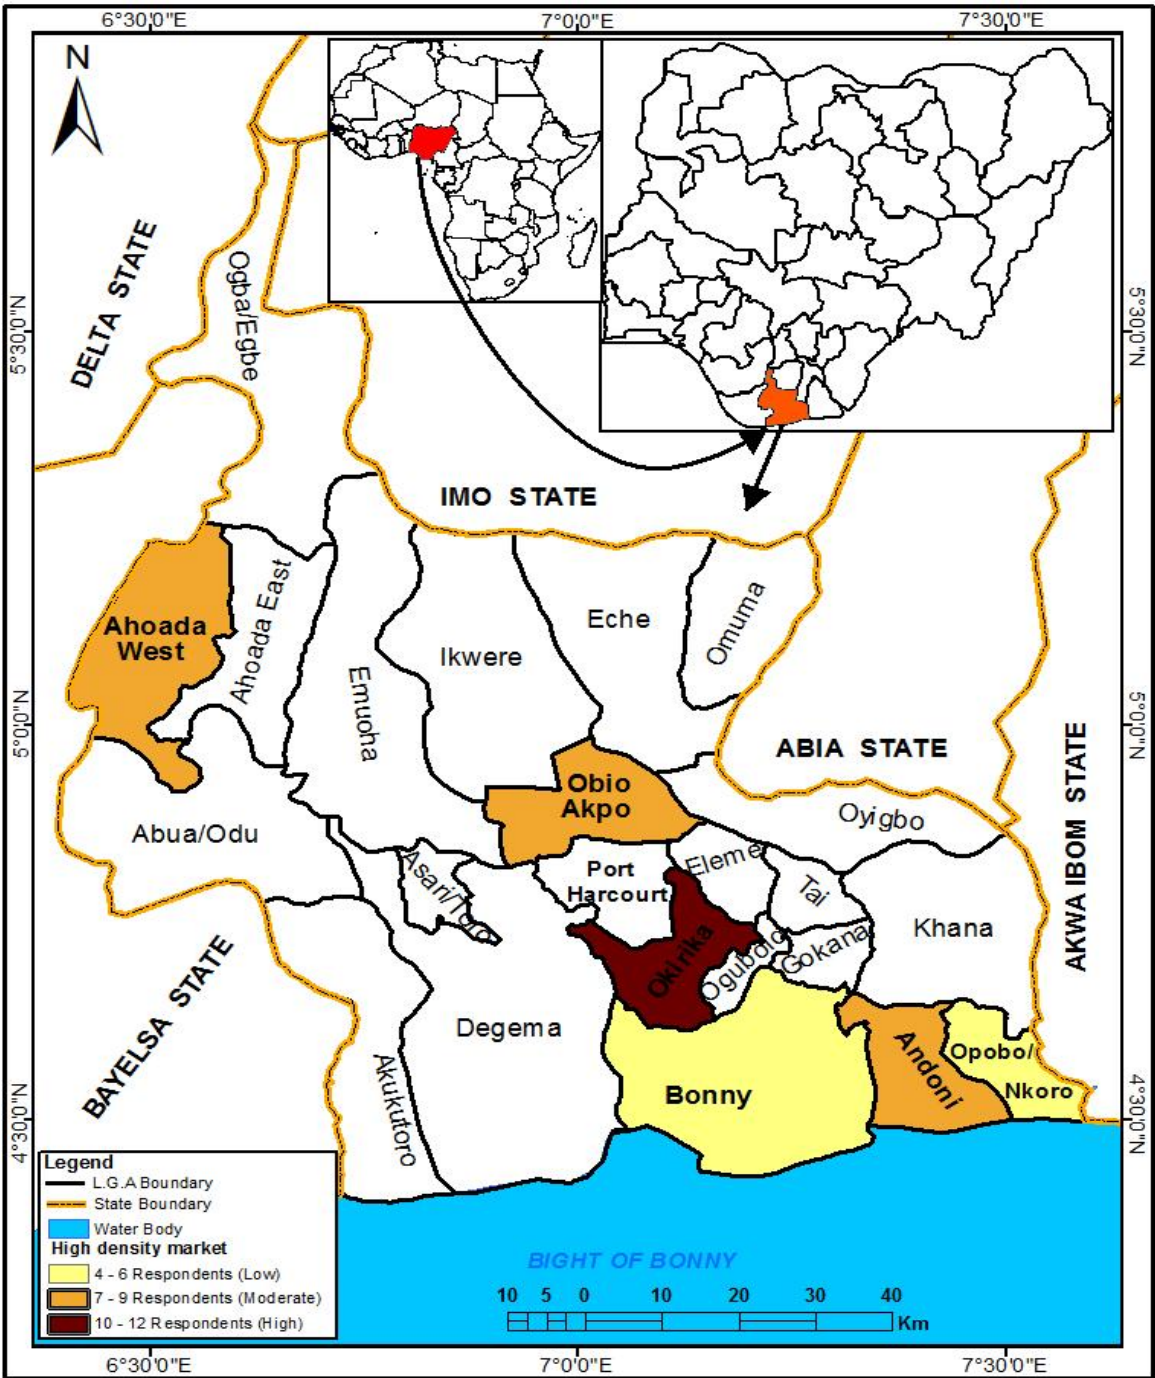 6°30'0"E
7°0'0"E
7°30'0"E
N
5°30'0"N
5°30'0"N
DELTA STATE
Ogba/Egbe
IMO STATE
Ahoada
West
Ahoada East
Emuoha
Ikwere
Eche
Omuma
5°0'0"N
5°0'0"N
ABIA STATE
AKWA IBOM STATE
Obio
Akpo
Oyigbo
Abua/Odu
Asari/Toro
Port
Harcourt
Eleme
Tai
Khana
Okirika
Ogubolo
Gokana
BAYELSA STATE
Degema
Akukutoro
Bonny
Andoni
Opobo/
Nkoro
4°30'0"N
4°30'0"N
Legend
L.G.A Boundary
State Boundary
Water Body
High density market
4 - 6 Respondents (Low)
7 - 9 Respondents (Moderate)
10 - 12 Respondents (High)
BIGHT OF BONNY
10 5 0 10 20 30 40
Km
6°30'0"E
7°0'0"E
7°30'0"E